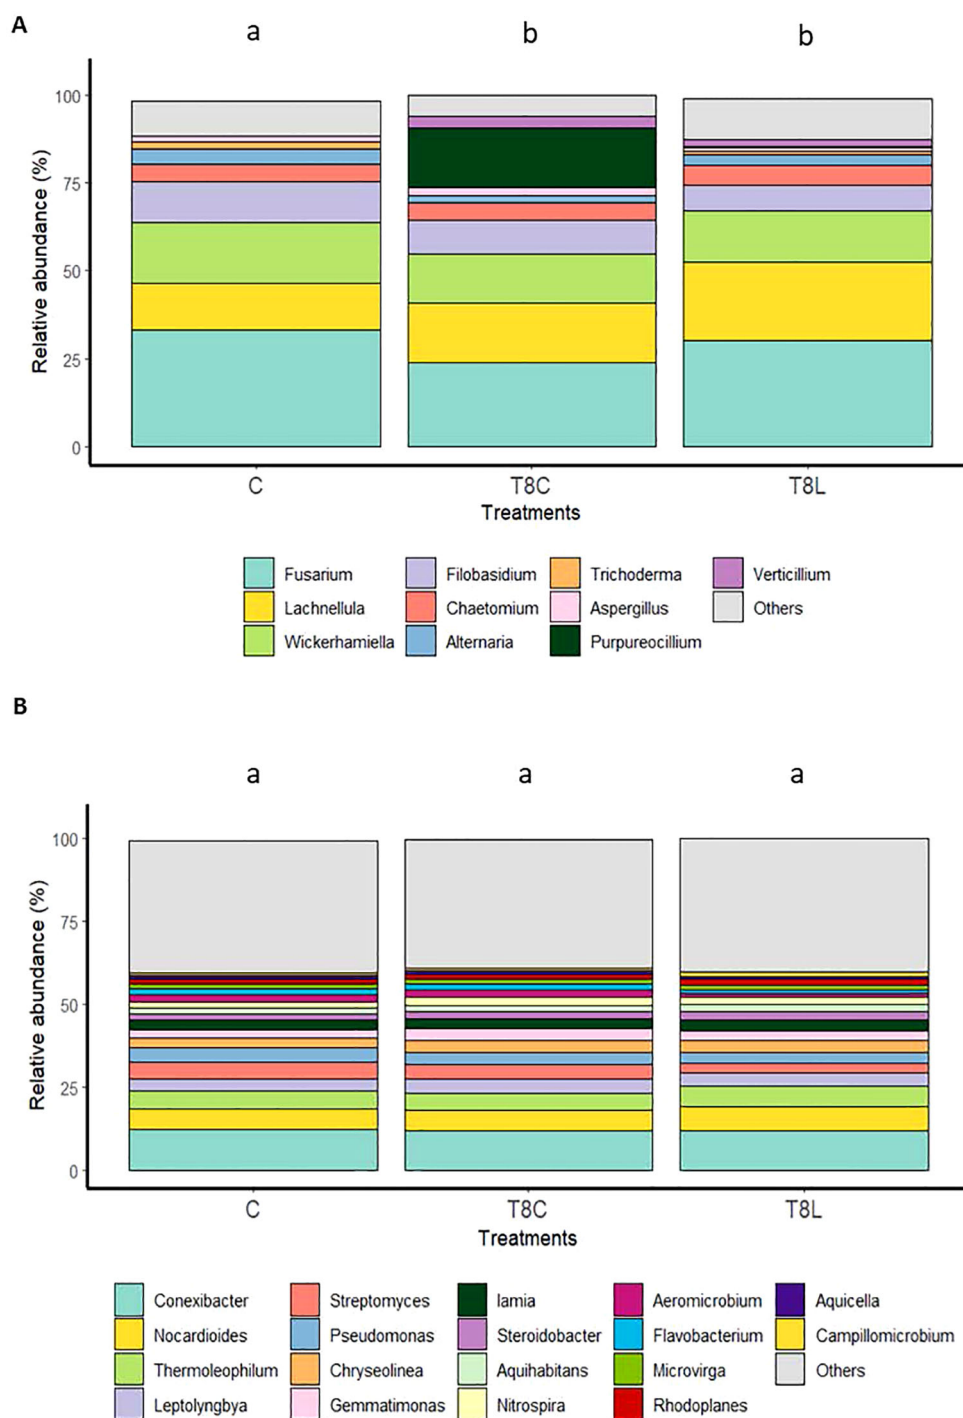 A
a b b
Relative abundance (%)
100
75
50
25
0
C T8C T8L
Treatments
Fusarium Filobasidium Trichoderma Verticillium
Lachnellula Chaetomium Aspergillus Others
Wickerhamiella Alternaria Purpureocillium
B
a a a
Relative abundance (%)
100
75
50
25
0
C T8C T8L
Treatments
Conexibacter Streptomyces Iamia Aeromicrobium Aquicella
Nocardioides Pseudomonas Steroidobacter Flavobacterium Campillomicrobium
Thermoleophilum Chryseolinea Aquihabitans Microvirga Others
Leptolyngbya Gemmatimonas Nitrospira Rhodoplanes